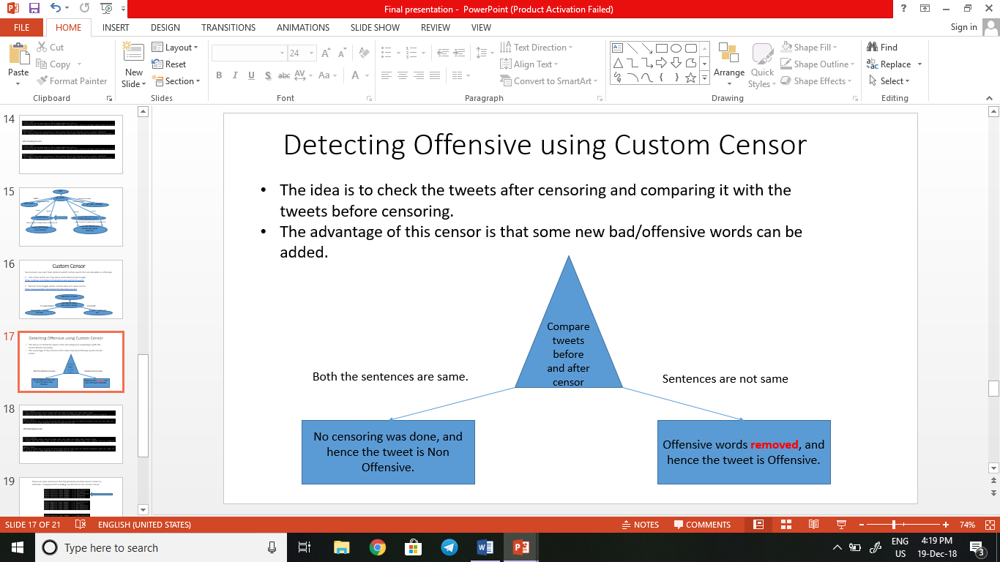 Final presentation - PowerPoint (Product Activation Failed)
FILE HOME INSERT DESIGN TRANSITIONS ANIMATIONS SLIDE SHOW REVIEW VIEW Sign in
Paste
Cut
Copy
Format Painter
Clipboard
New Slide
Layout
Reset
Section
Slides
24
B I U S abc AV Aa A
Font
Text Direction
Align Text
Convert to SmartArt
Paragraph
Arrange
Quick Styles
Shape Fill
Shape Outline
Shape Effects
Drawing
Find
Replace
Select
Editing
14
15
16
Custom Censor
17
Detecting Offensive using Custom Censor
18
19
Detecting Offensive using Custom Censor
• The idea is to check the tweets after censoring and comparing it with the
tweets before censoring.
• The advantage of this censor is that some new bad/offensive words can be
added.
Compare
tweets
before
and after
censor
Both the sentences are same.
Sentences are not same
No censoring was done, and
hence the tweet is Non
Offensive.
Offensive words removed, and
hence the tweet is Offensive.
SLIDE 17 OF 21 ENGLISH (UNITED STATES) NOTES COMMENTS 74%
Type here to search
ENG
US
4:19 PM
19-Dec-18
3